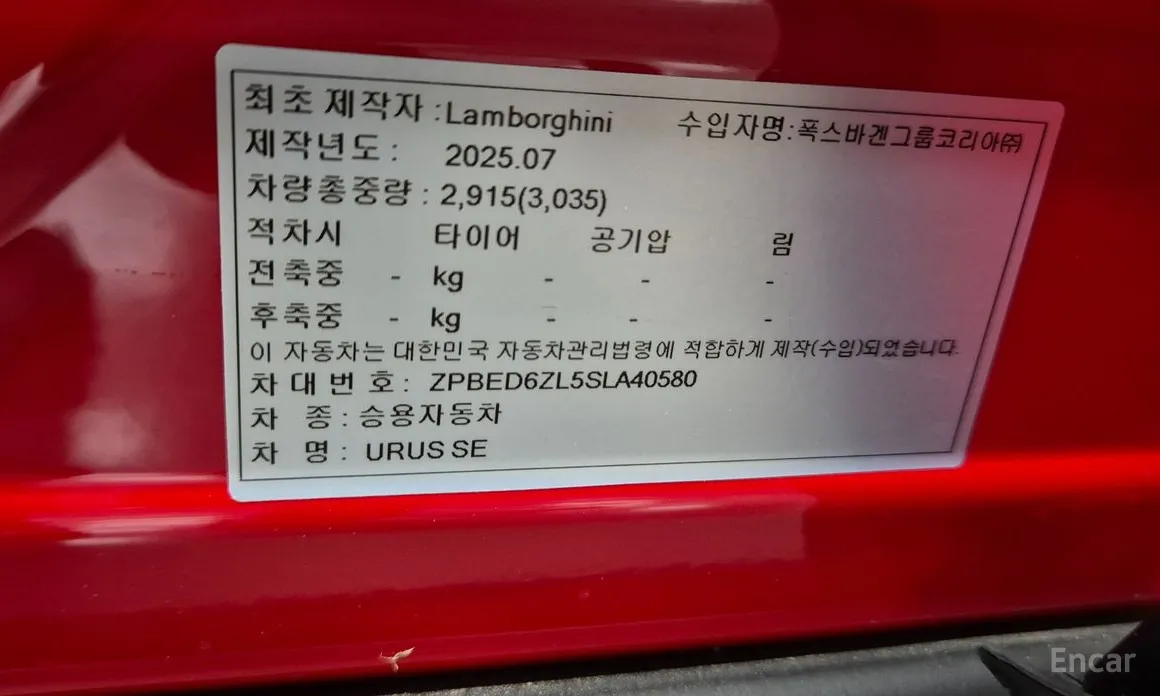 최초 제작자 : Lamborghini 수입자명:폭스바겐그룹코리아㈜
제작년도 : 2025.07
차량총중량 : 2,915(3,035)
적차시 타이어 공기압 림
전축중 - kg - - -
후축중 - kg - - -
이 자동차는 대한민국 자동차관리법령에 적합하게 제작(수입)되었습니다.
차 대 번 호 : ZPBED6ZL5SLA40580
차 종 : 승용자동차
차 명 : URUS SE
Encar